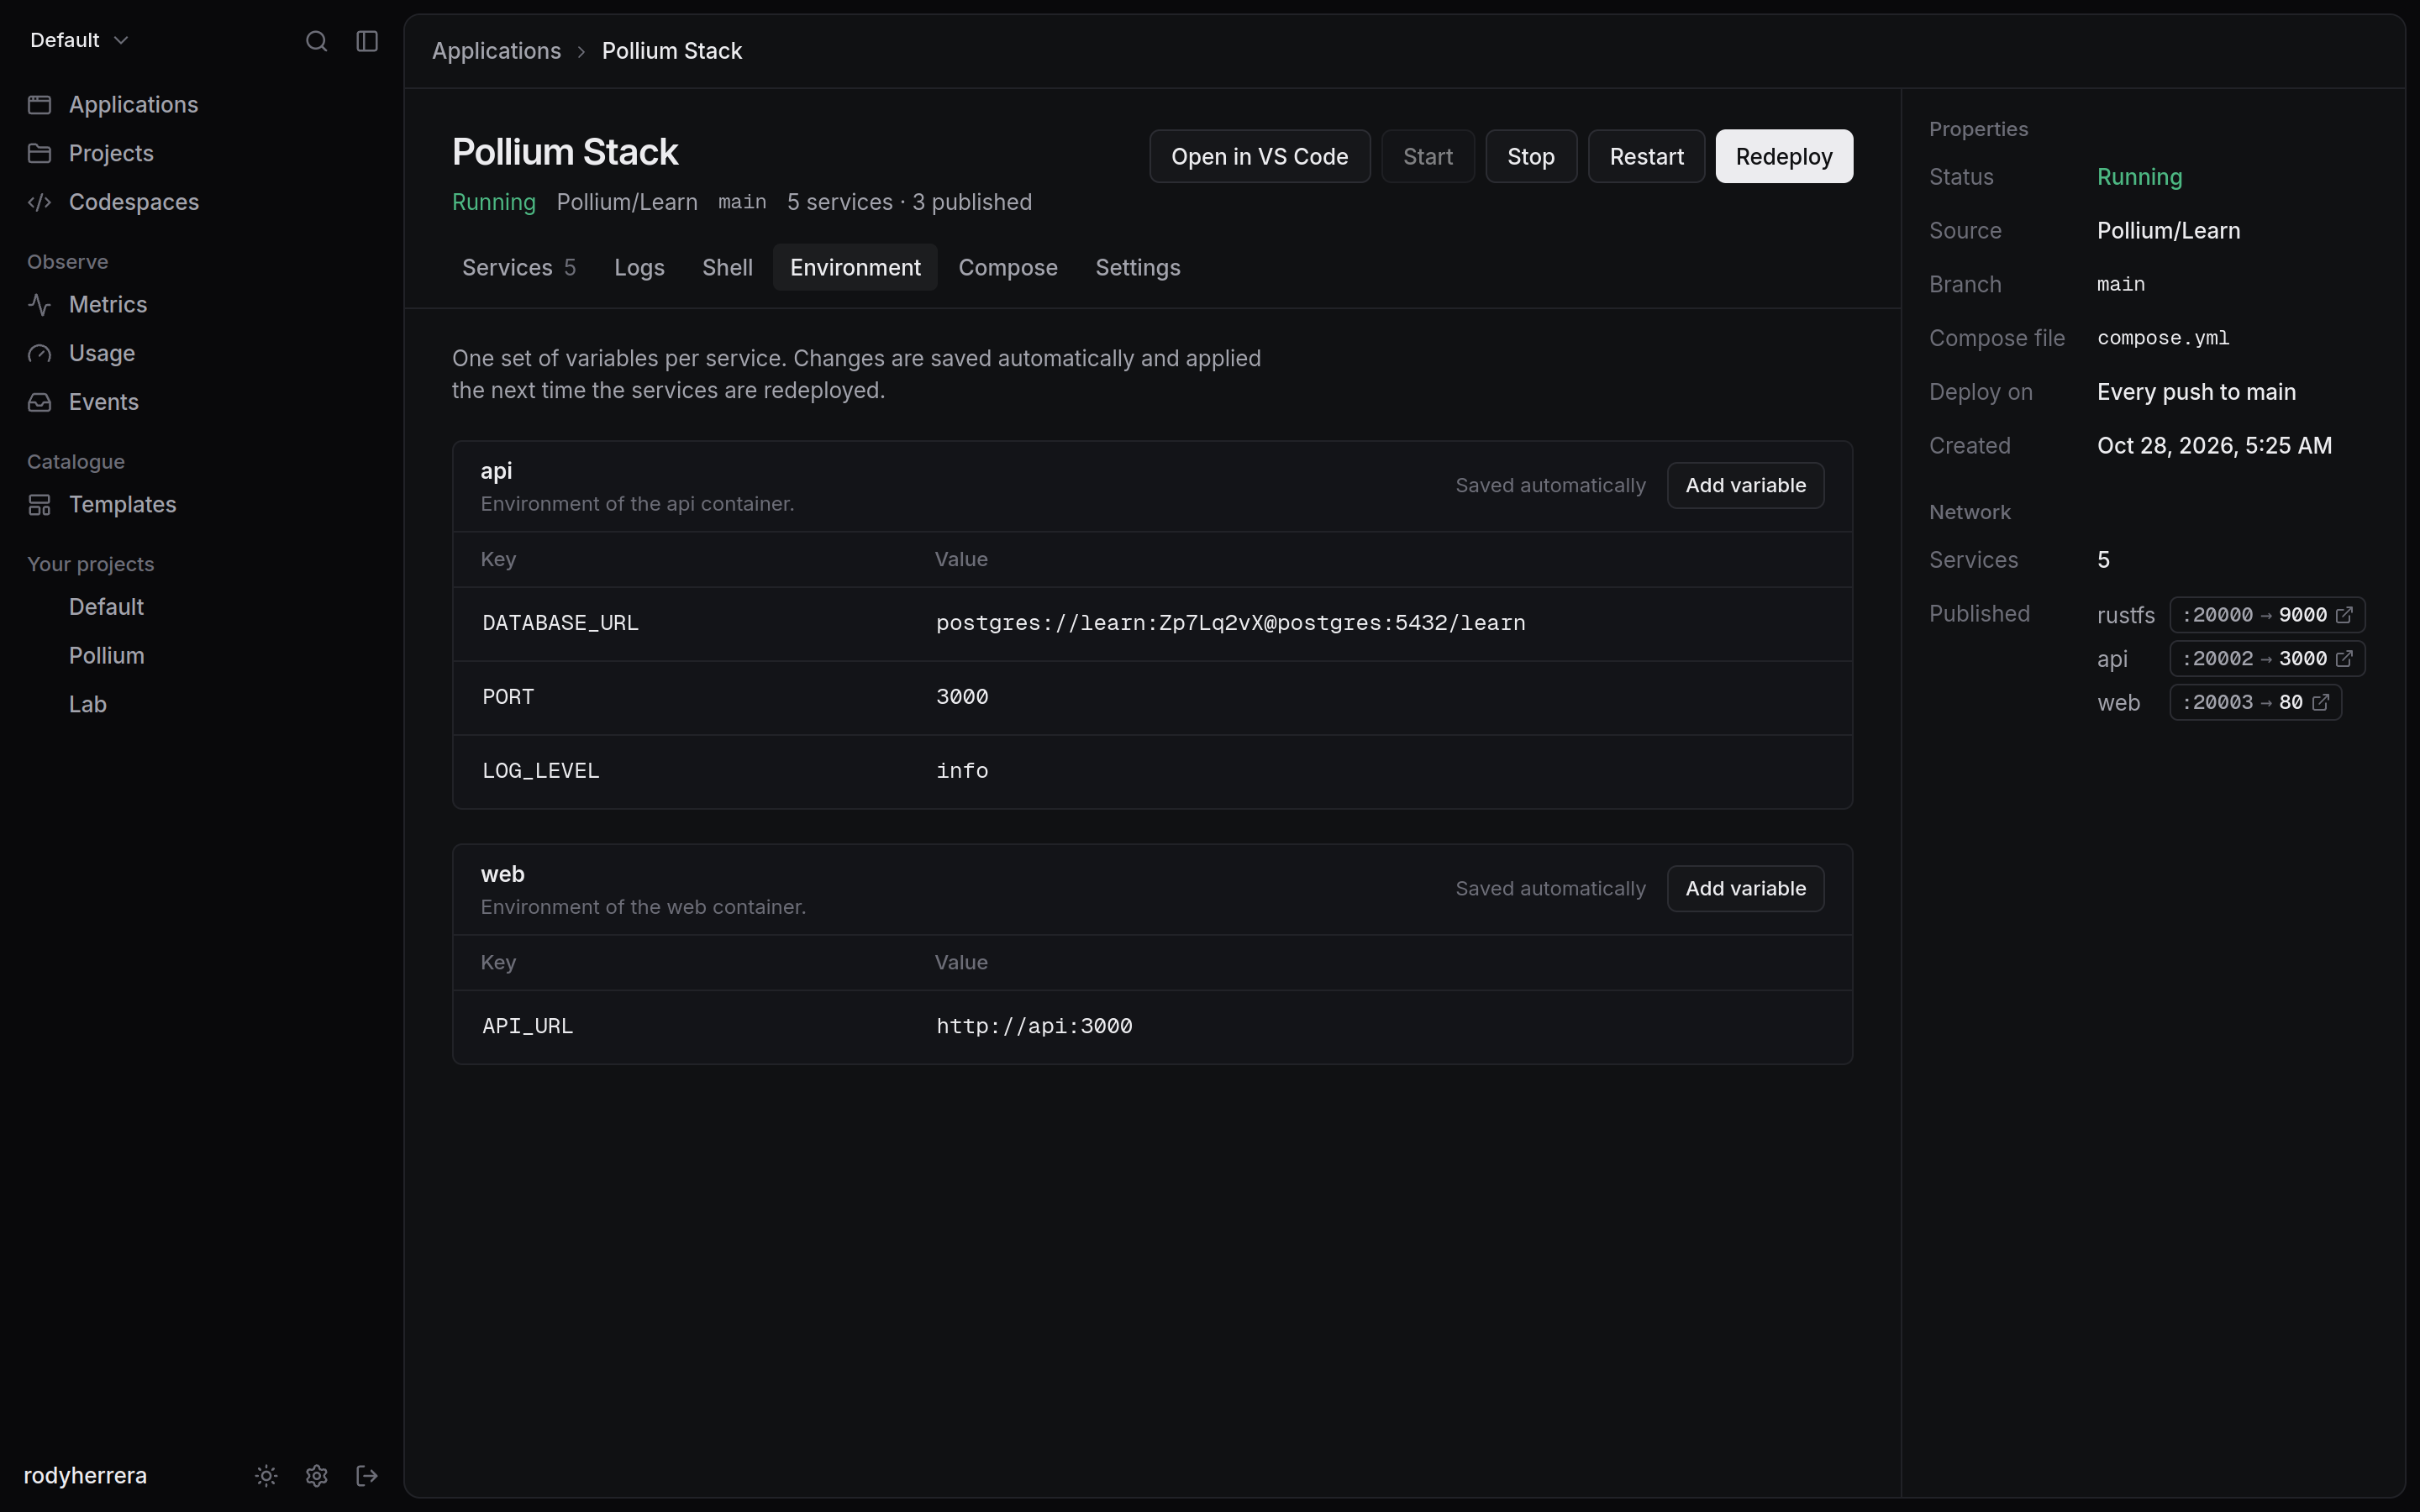 Default
Applications
Projects
Codespaces
Observe
Metrics
Usage
Events
Catalogue
Templates
Your projects
Default
Pollium
Lab
rodyherrera
Applications › Pollium Stack
Pollium Stack
Open in VS Code Start Stop Restart Redeploy
Running Pollium/Learn main 5 services · 3 published
Services 5 Logs Shell Environment Compose Settings
One set of variables per service. Changes are saved automatically and applied
the next time the services are redeployed.
api
Environment of the api container.
Saved automatically Add variable
Key Value
DATABASE_URL postgres://learn:Zp7Lq2vX@postgres:5432/learn
PORT 3000
LOG_LEVEL info
web
Environment of the web container.
Saved automatically Add variable
Key Value
API_URL http://api:3000
Properties
Status Running
Source Pollium/Learn
Branch main
Compose file compose.yml
Deploy on Every push to main
Created Oct 28, 2026, 5:25 AM
Network
Services 5
Published rustfs :20000 → 9000
api :20002 → 3000
web :20003 → 80